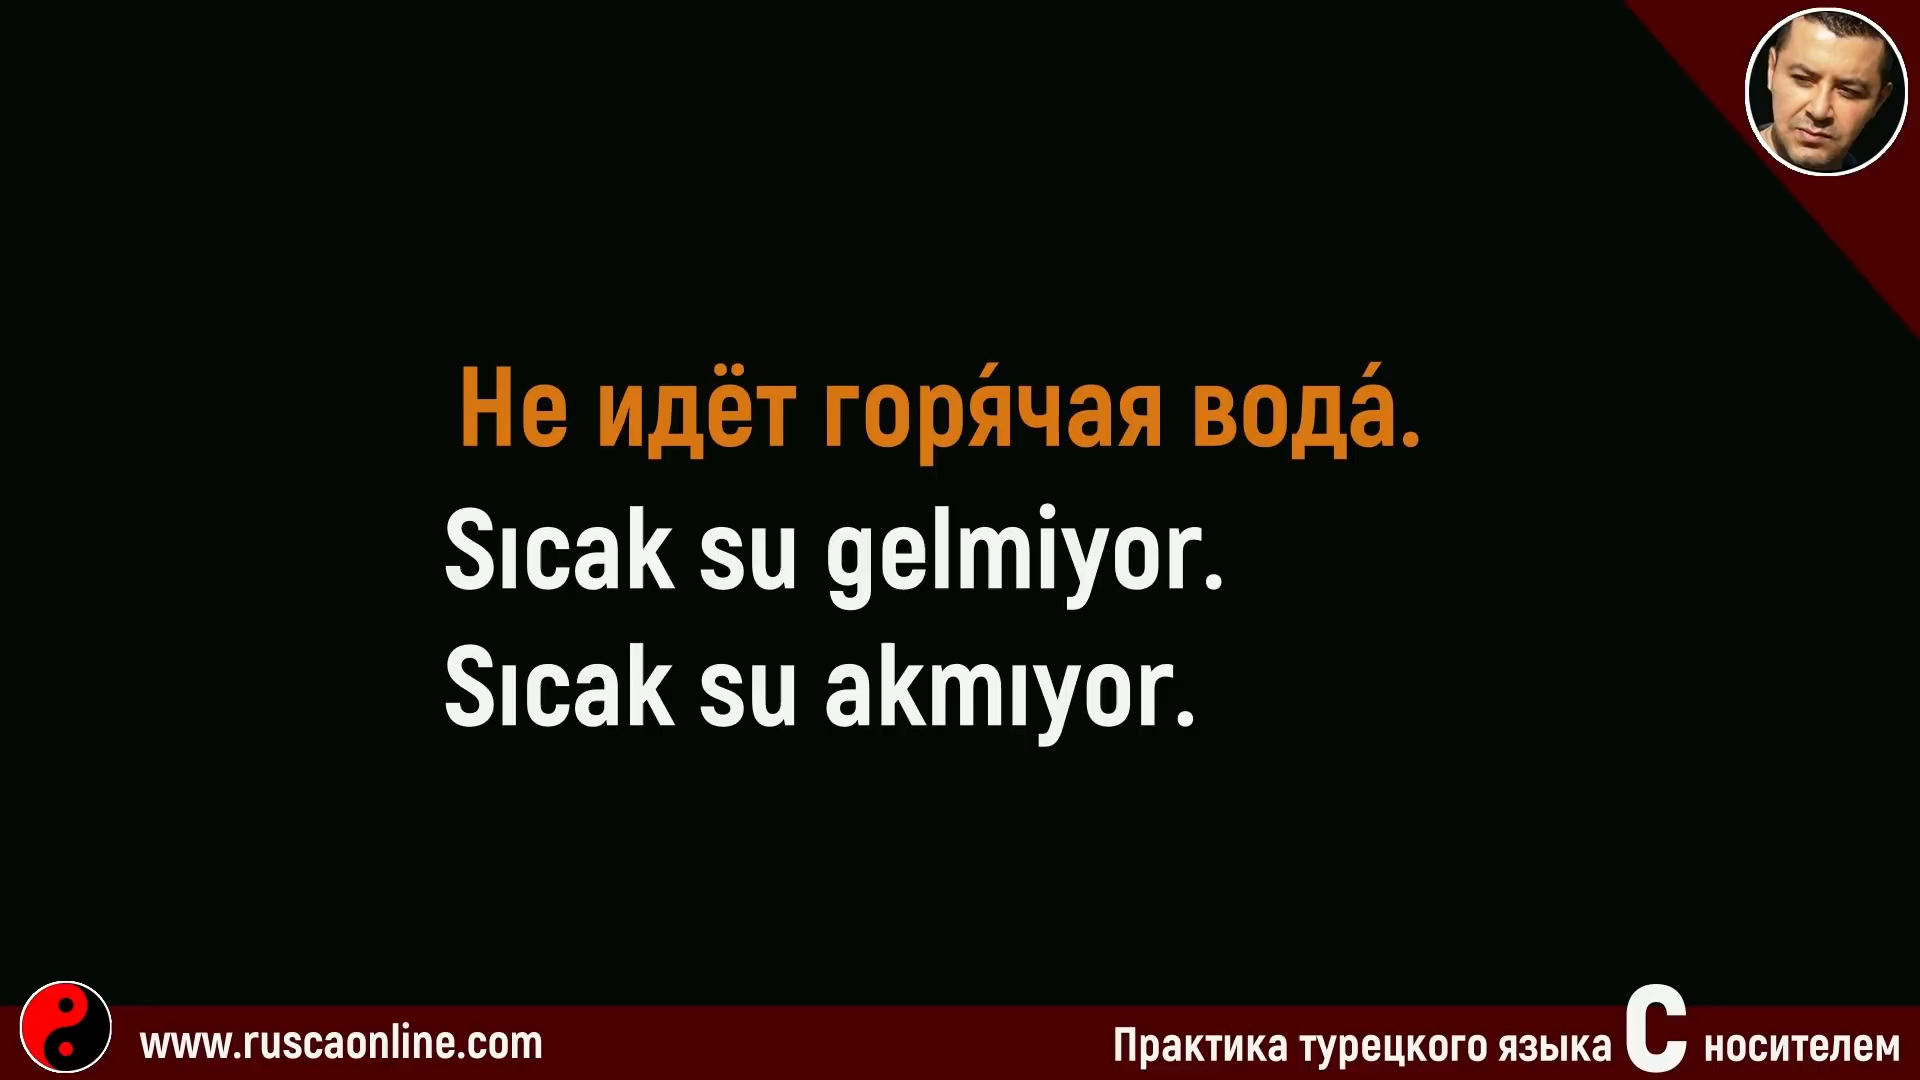 Не идёт горя́чая вода́.
Sıcak su gelmiyor.
Sıcak su akmıyor.
www.ruscaonline.com
Практика турецкого языка С носителем